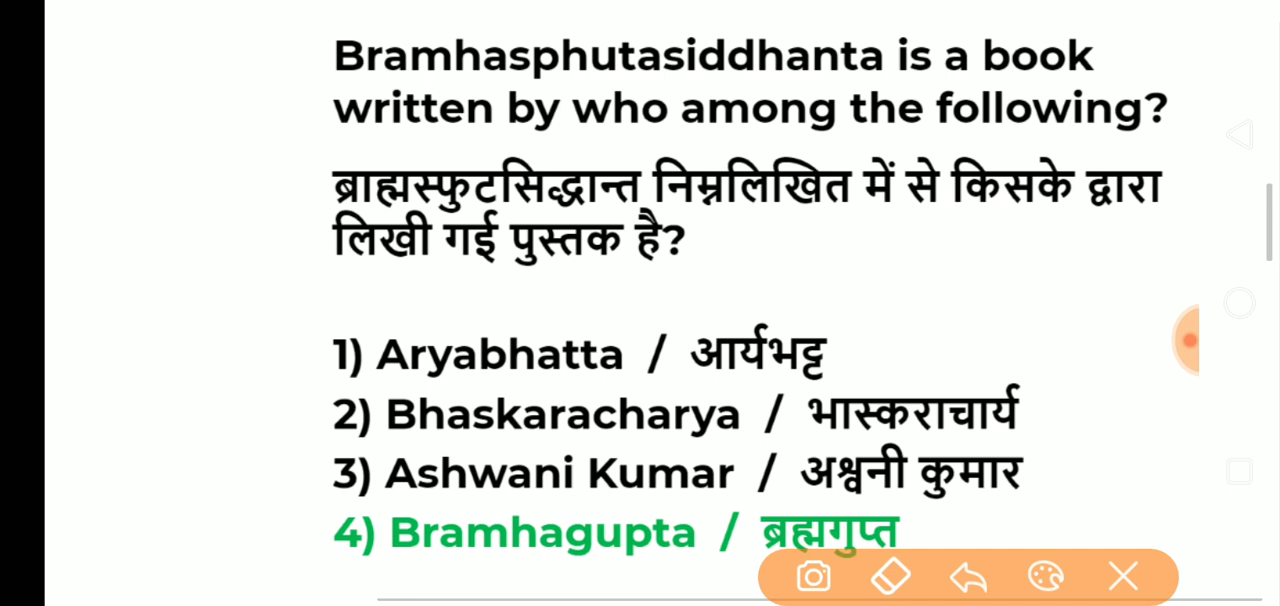 Bramhasphutasiddhanta is a book
written by who among the following?
ब्राह्मस्फुटसिद्धान्त निम्नलिखित में से किसके द्वारा
लिखी गई पुस्तक है?
1) Aryabhatta / आर्यभट्ट
2) Bhaskaracharya / भास्कराचार्य
3) Ashwani Kumar / अश्वनी कुमार
4) Bramhagupta / ब्रह्मगुप्त